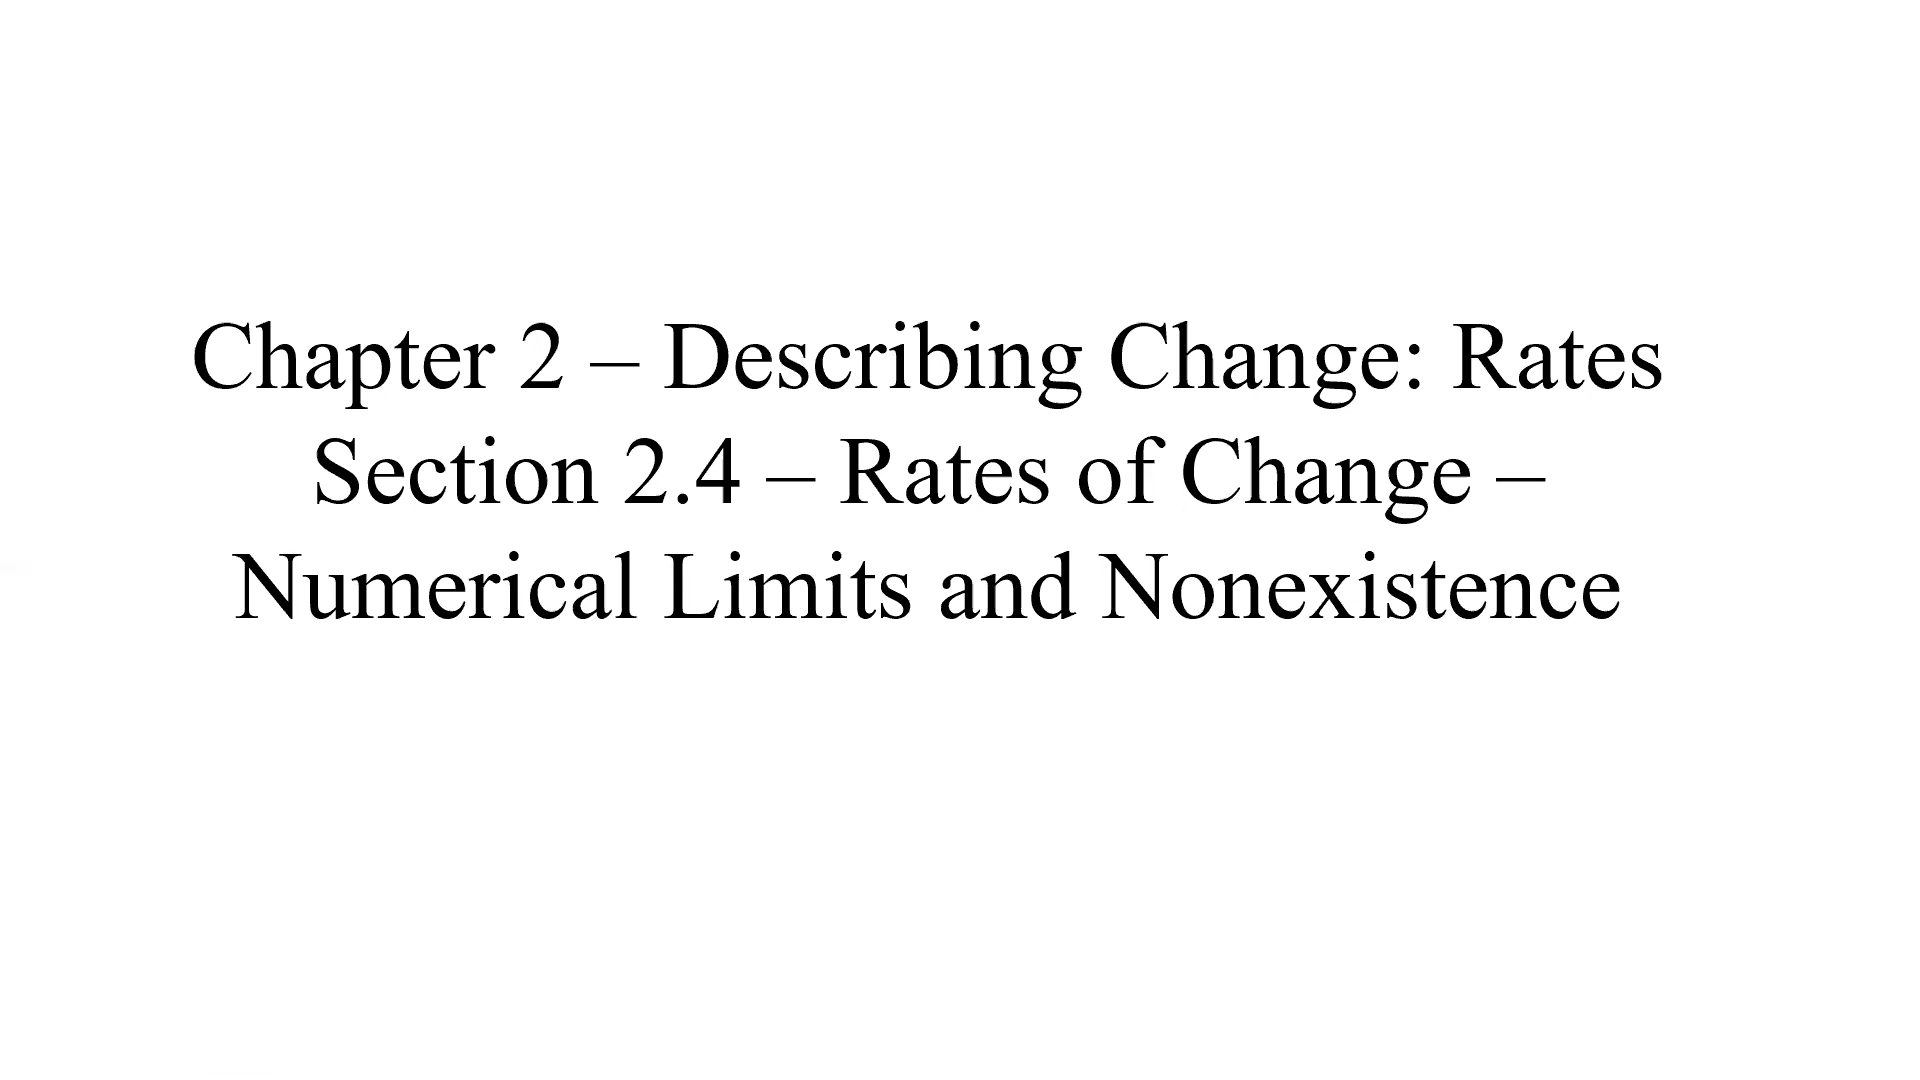 Chapter 2 – Describing Change: Rates
Section 2.4 – Rates of Change –
Numerical Limits and Nonexistence